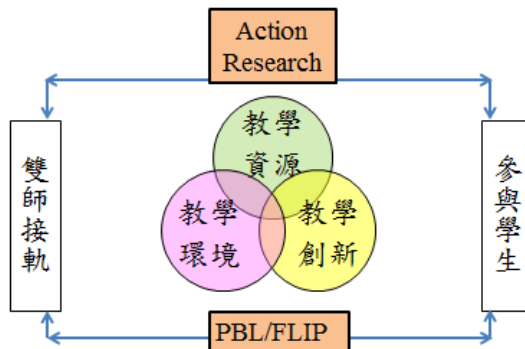 Action
Research
雙師接軌
教學
資源
教學
環境
教學
創新
參與學生
PBL/FLIP